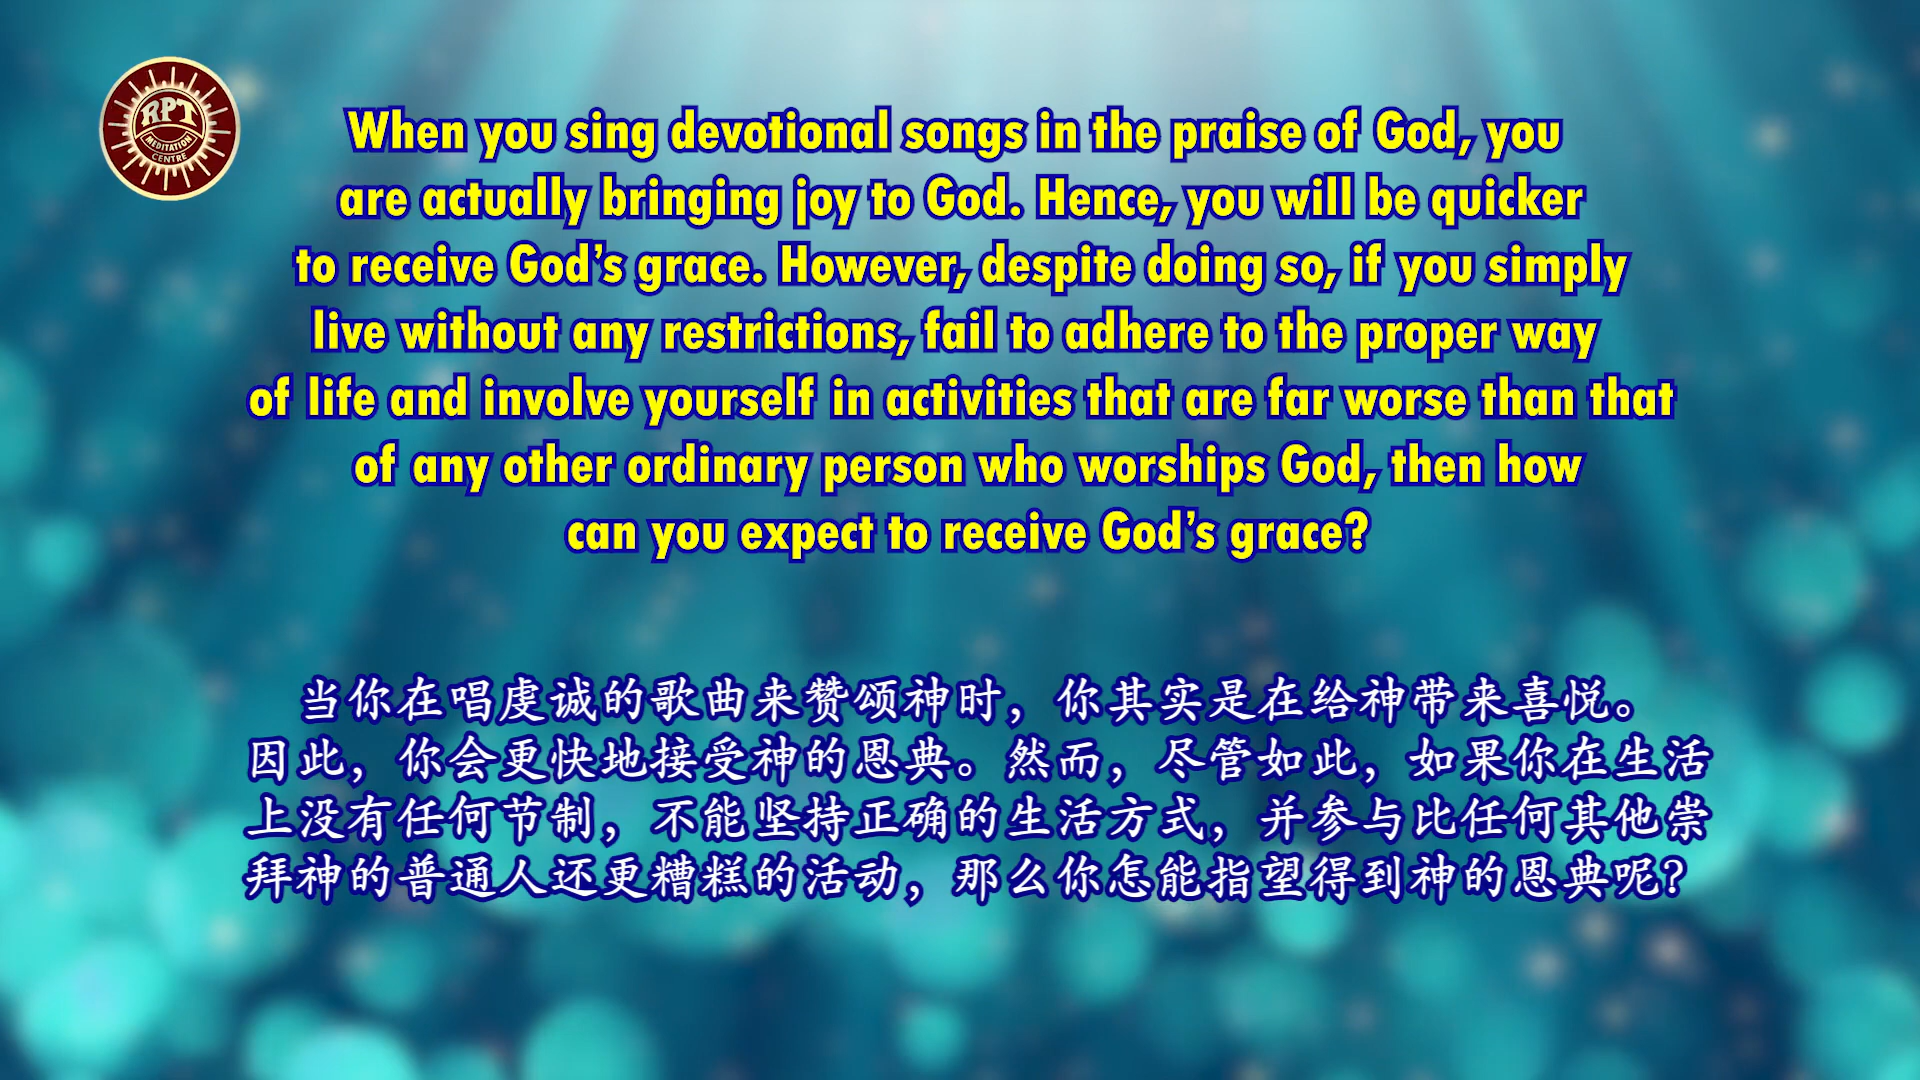 RPT
MEDITATION
CENTRE
When you sing devotional songs in the praise of God, you
are actually bringing joy to God. Hence, you will be quicker
to receive God’s grace. However, despite doing so, if you simply
live without any restrictions, fail to adhere to the proper way
of life and involve yourself in activities that are far worse than that
of any other ordinary person who worships God, then how
can you expect to receive God’s grace?
当你在唱虔诚的歌曲来赞颂神时，你其实是在给神带来喜悦。
因此，你会更快地接受神的恩典。然而，尽管如此，如果你在生活
上没有任何节制，不能坚持正确的生活方式，并参与比任何其他崇
拜神的普通人还更糟糕的活动，那么你怎能指望得到神的恩典呢？